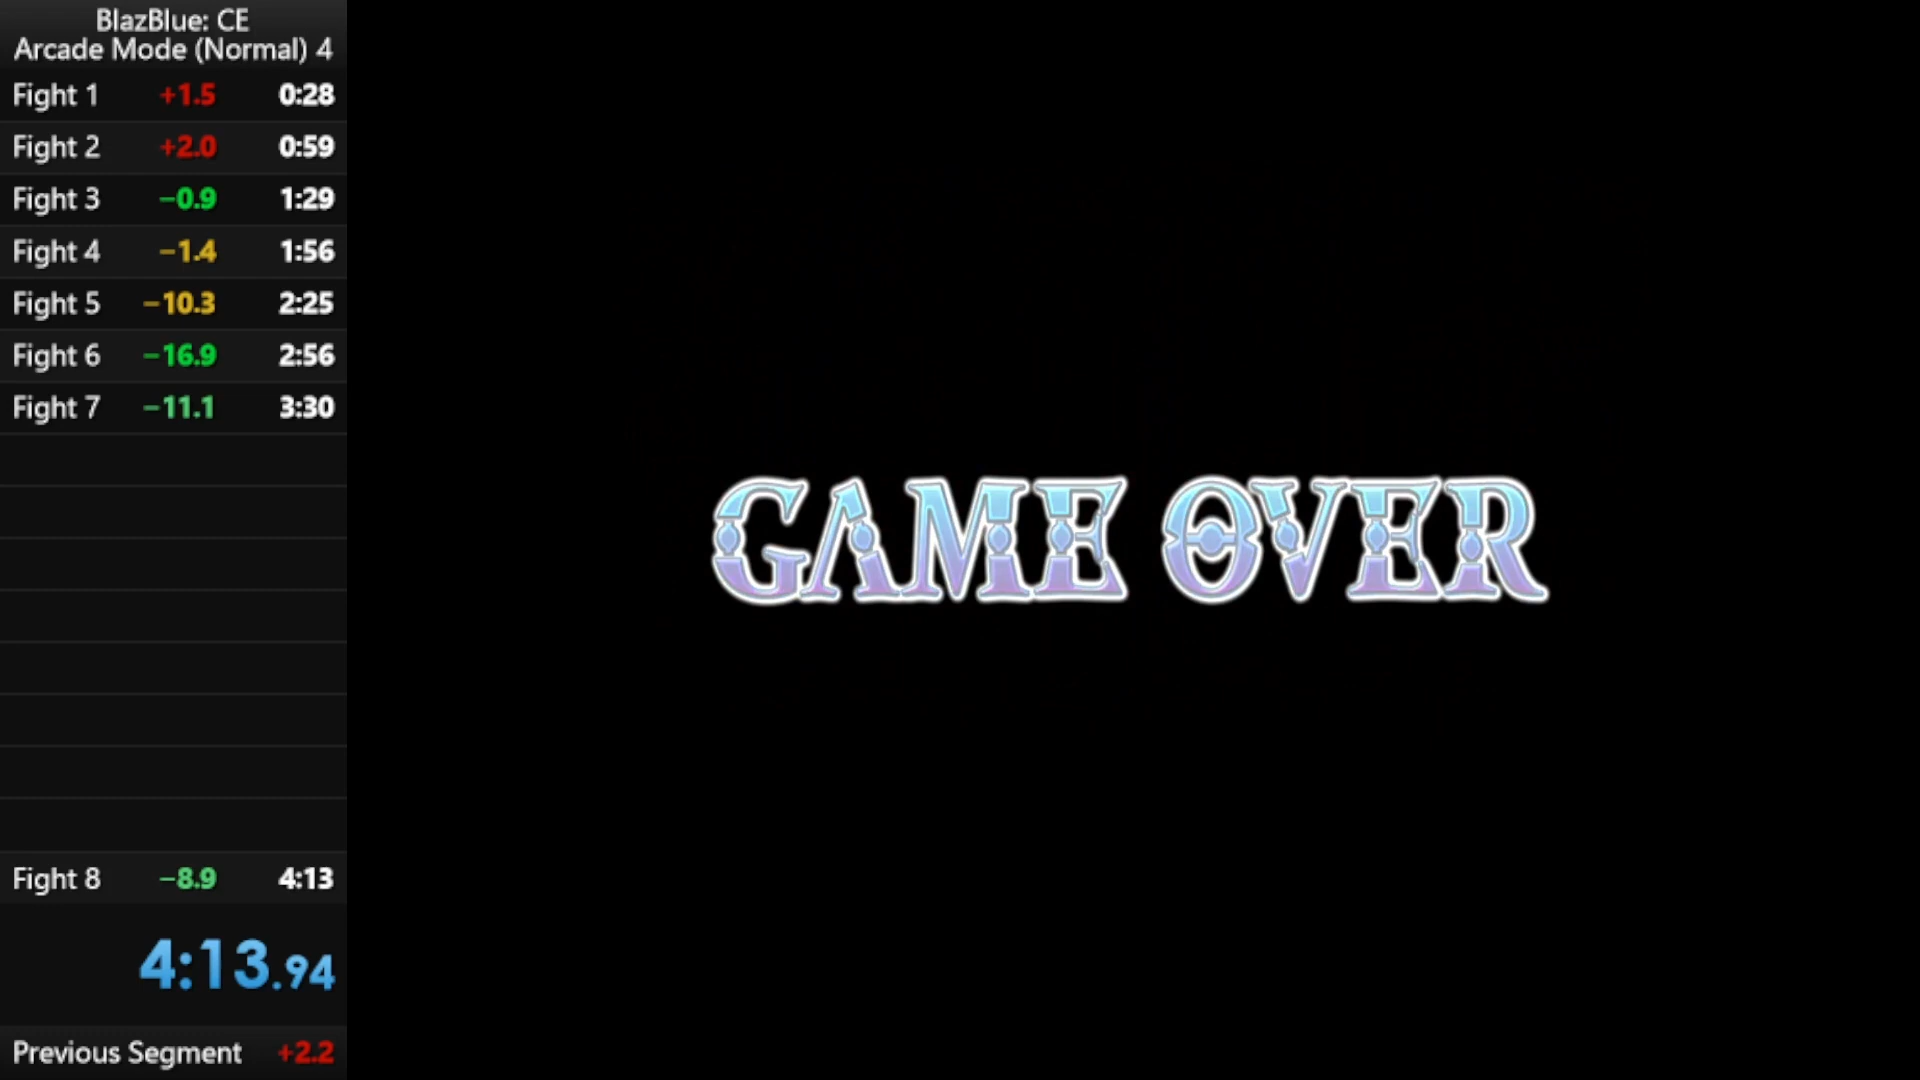 BlazBlue: CE
Arcade Mode (Normal) 4
Fight 1 +1.5 0:28
Fight 2 +2.0 0:59
Fight 3 −0.9 1:29
Fight 4 −1.4 1:56
Fight 5 −10.3 2:25
Fight 6 −16.9 2:56
Fight 7 −11.1 3:30
GAME OVER
Fight 8 −8.9 4:13
4:13.94
Previous Segment +2.2